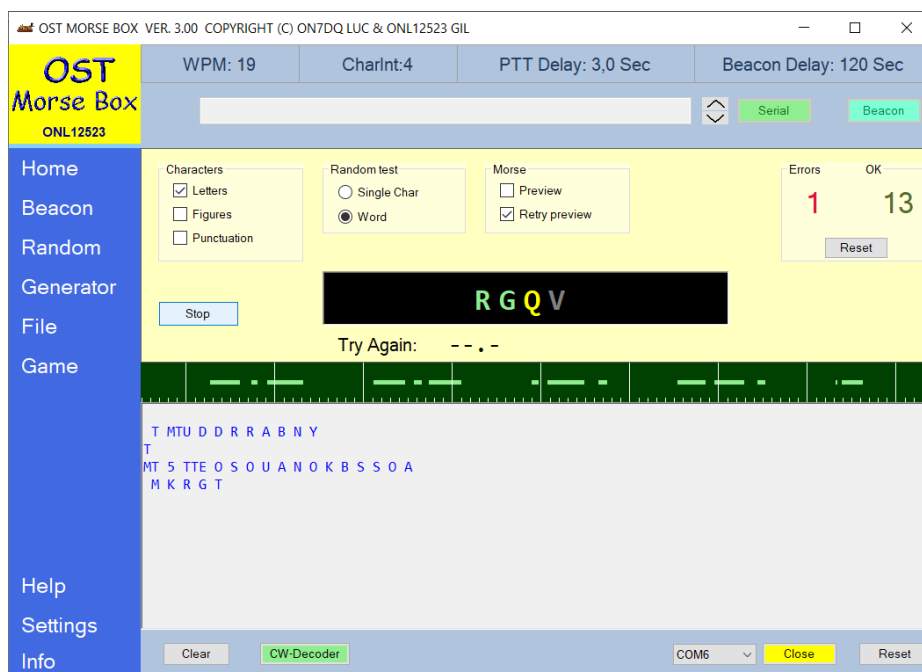 OST MORSE BOX VER. 3.00 COPYRIGHT (C) ON7DQ LUC & ONL12523 GIL
OST
Morse Box
ONL12523
WPM: 19 CharInt:4 PTT Delay: 3,0 Sec Beacon Delay: 120 Sec
Serial Beacon
Home
Beacon
Random
Generator
File
Game
Help
Settings
Info
Characters
Letters
Figures
Punctuation
Random test
Single Char
Word
Morse
Preview
Retry preview
Errors OK
1 13
Reset
Stop
R G Q V
Try Again: - - . -
T MTU D D R R A B N Y
T
MT 5 TTE O S O U A N O K B S S O A
M K R G T
Clear CW-Decoder COM6 Close Reset